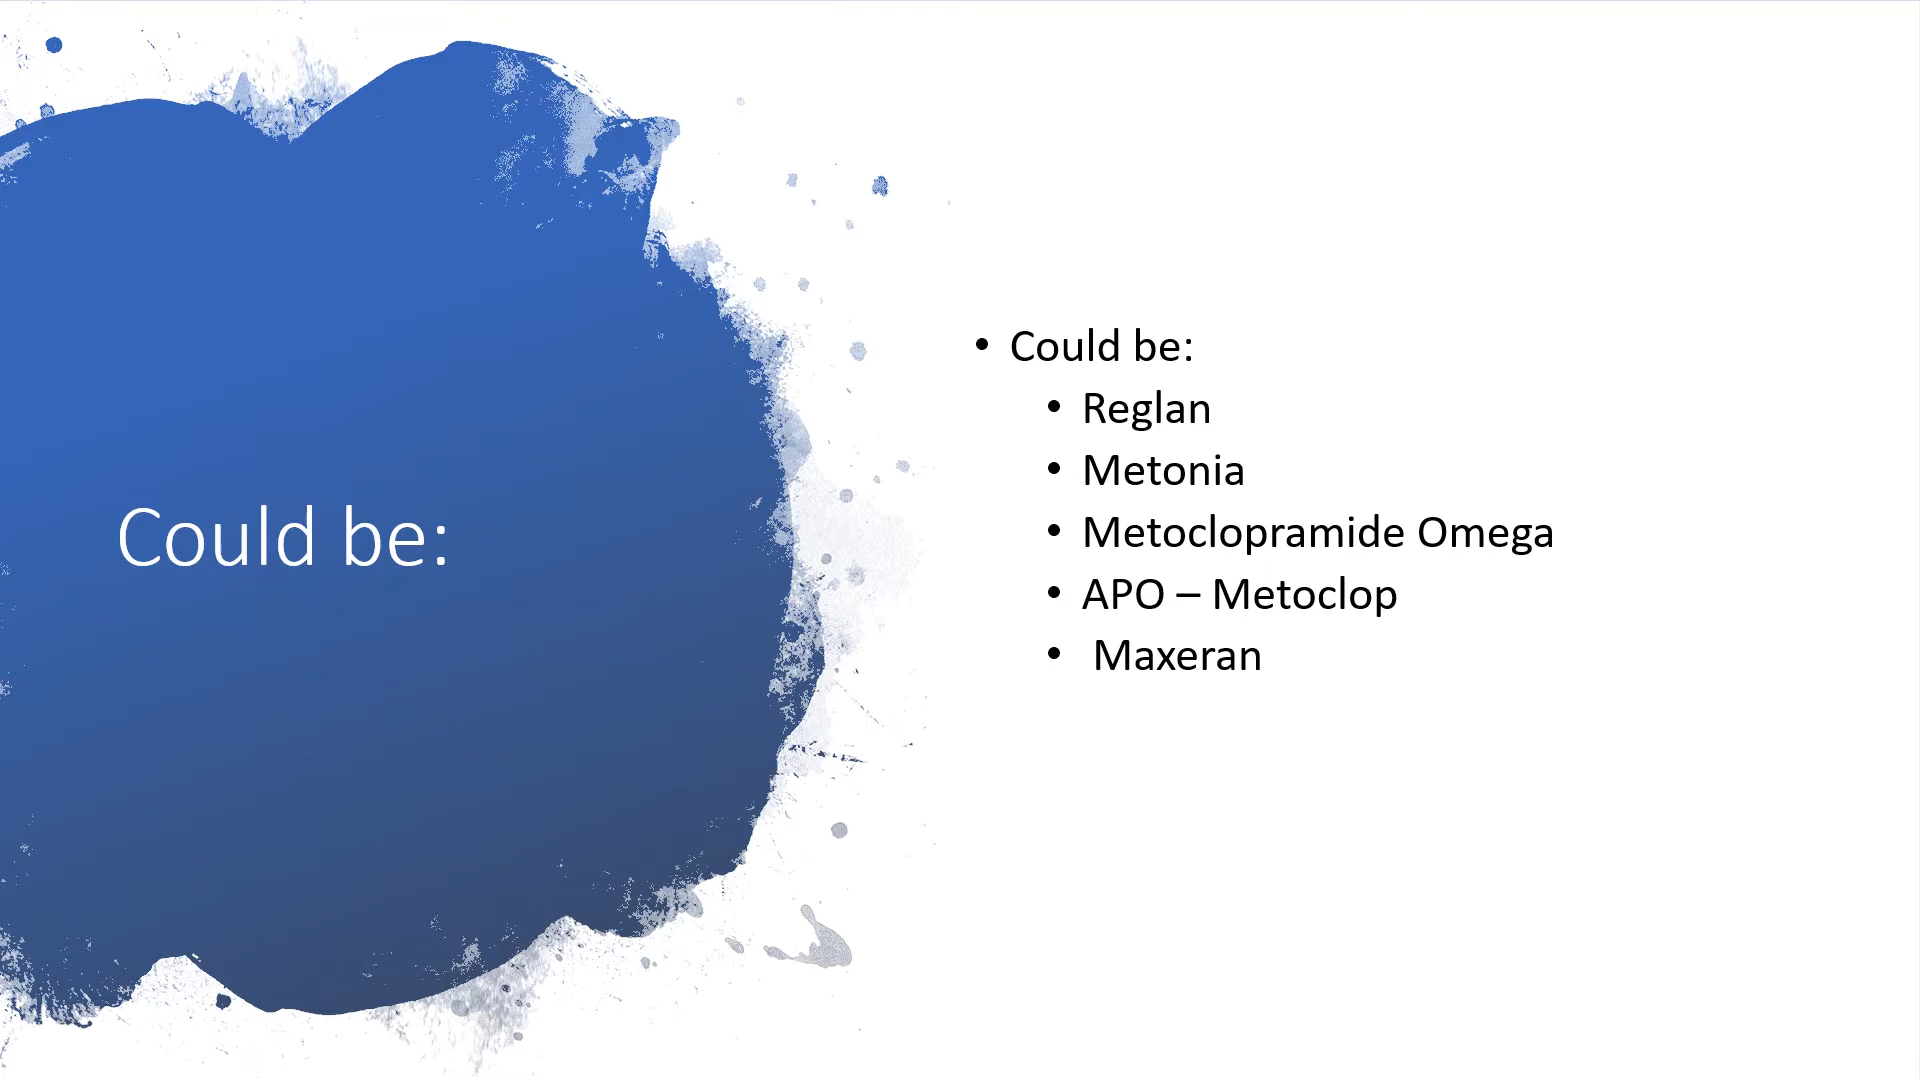 Could be:
• Could be:
• Reglan
• Metonia
• Metoclopramide Omega
• APO – Metoclop
• Maxeran